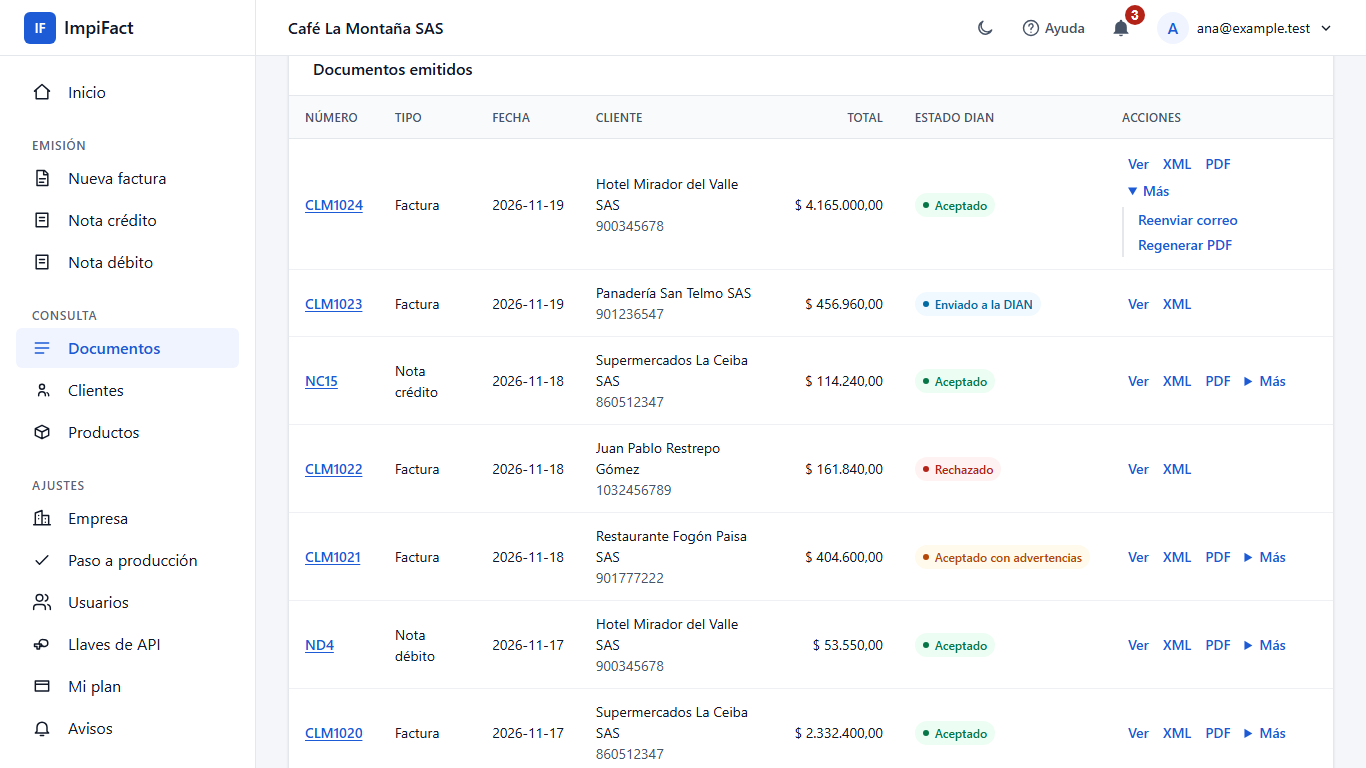 IF ImpiFact
Café La Montaña SAS
Ayuda
3
A
ana@example.test
Inicio
EMISIÓN
Nueva factura
Nota crédito
Nota débito
CONSULTA
Documentos
Clientes
Productos
AJUSTES
Empresa
Paso a producción
Usuarios
Llaves de API
Mi plan
Avisos
Documentos emitidos
NÚMERO TIPO FECHA CLIENTE TOTAL ESTADO DIAN ACCIONES
CLM1024 Factura 2026-11-19 Hotel Mirador del Valle
SAS
900345678
$ 4.165.000,00 Aceptado
Ver XML PDF
Más
Reenviar correo
Regenerar PDF
CLM1023 Factura 2026-11-19 Panadería San Telmo SAS
901236547
$ 456.960,00 Enviado a la DIAN Ver XML
NC15 Nota
crédito
2026-11-18 Supermercados La Ceiba
SAS
860512347
$ 114.240,00 Aceptado Ver XML PDF Más
CLM1022 Factura 2026-11-18 Juan Pablo Restrepo
Gómez
1032456789
$ 161.840,00 Rechazado Ver XML
CLM1021 Factura 2026-11-18 Restaurante Fogón Paisa
SAS
901777222
$ 404.600,00 Aceptado con advertencias Ver XML PDF Más
ND4 Nota
débito
2026-11-17 Hotel Mirador del Valle
SAS
900345678
$ 53.550,00 Aceptado Ver XML PDF Más
CLM1020 Factura 2026-11-17 Supermercados La Ceiba
SAS
860512347
$ 2.332.400,00 Aceptado Ver XML PDF Más